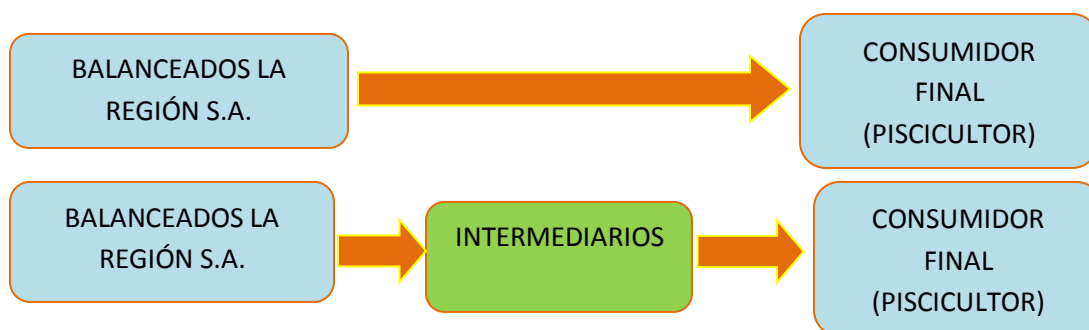 BALANCEADOS LA
REGIÓN S.A.
CONSUMIDOR
FINAL
(PISCICULTOR)
BALANCEADOS LA
REGIÓN S.A.
INTERMEDIARIOS
CONSUMIDOR
FINAL
(PISCICULTOR)